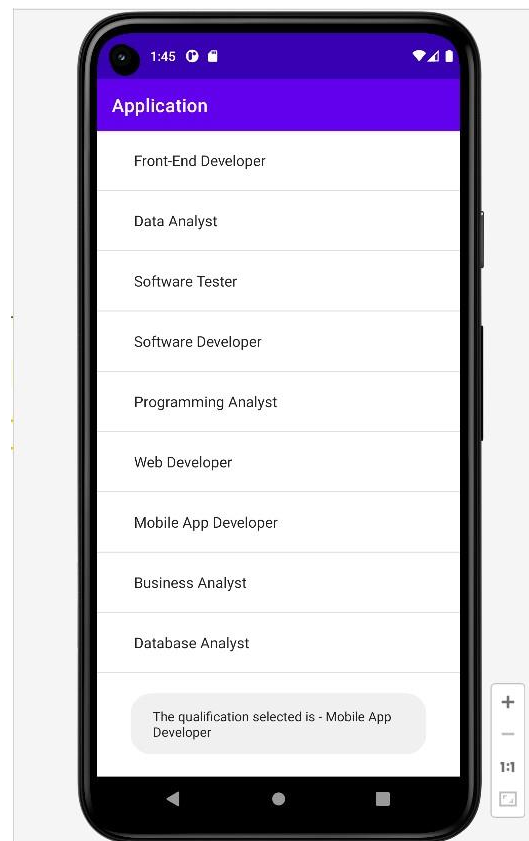 1:45
Application
Front-End Developer
Data Analyst
Software Tester
Software Developer
Programming Analyst
Web Developer
Mobile App Developer
Business Analyst
Database Analyst
The qualification selected is - Mobile App
Developer
1:1